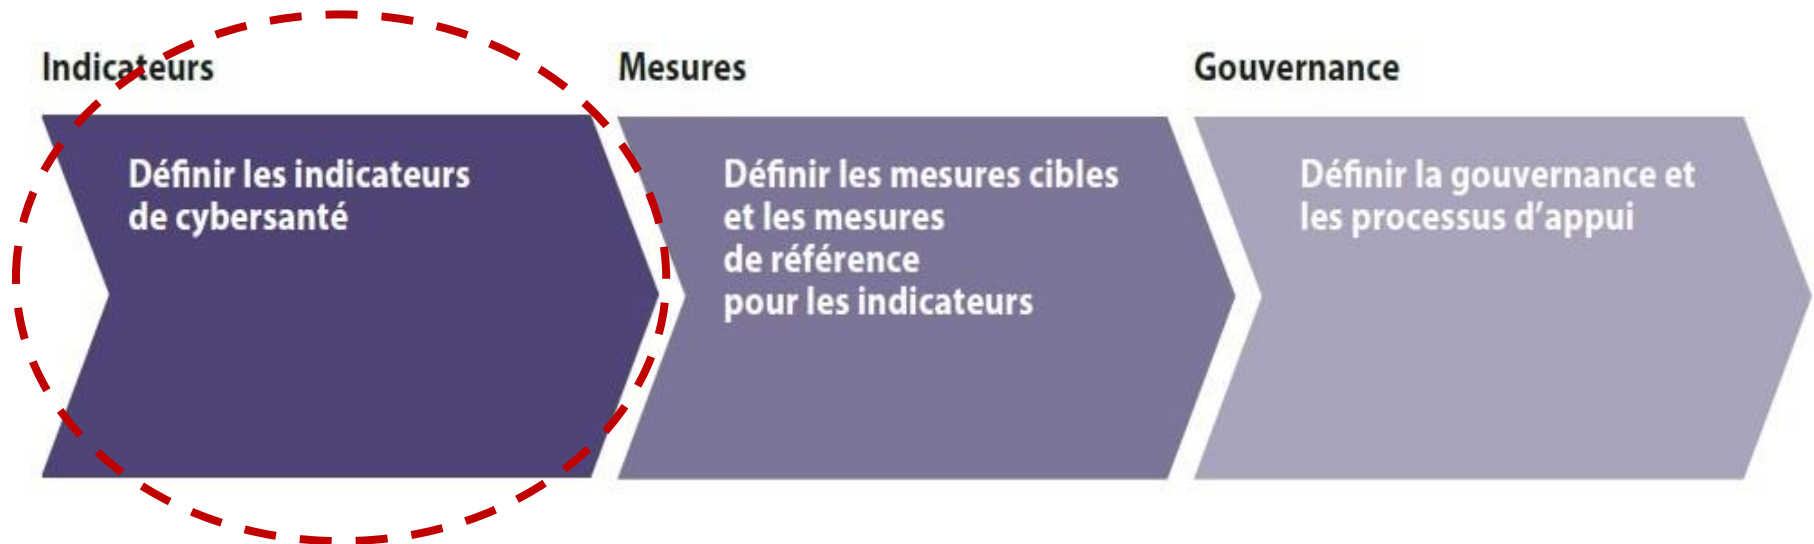 Indicateurs
Définir les indicateurs
de cybersanté
Mesures
Définir les mesures cibles
et les mesures
de référence
pour les indicateurs
Gouvernance
Définir la gouvernance et
les processus d’appui